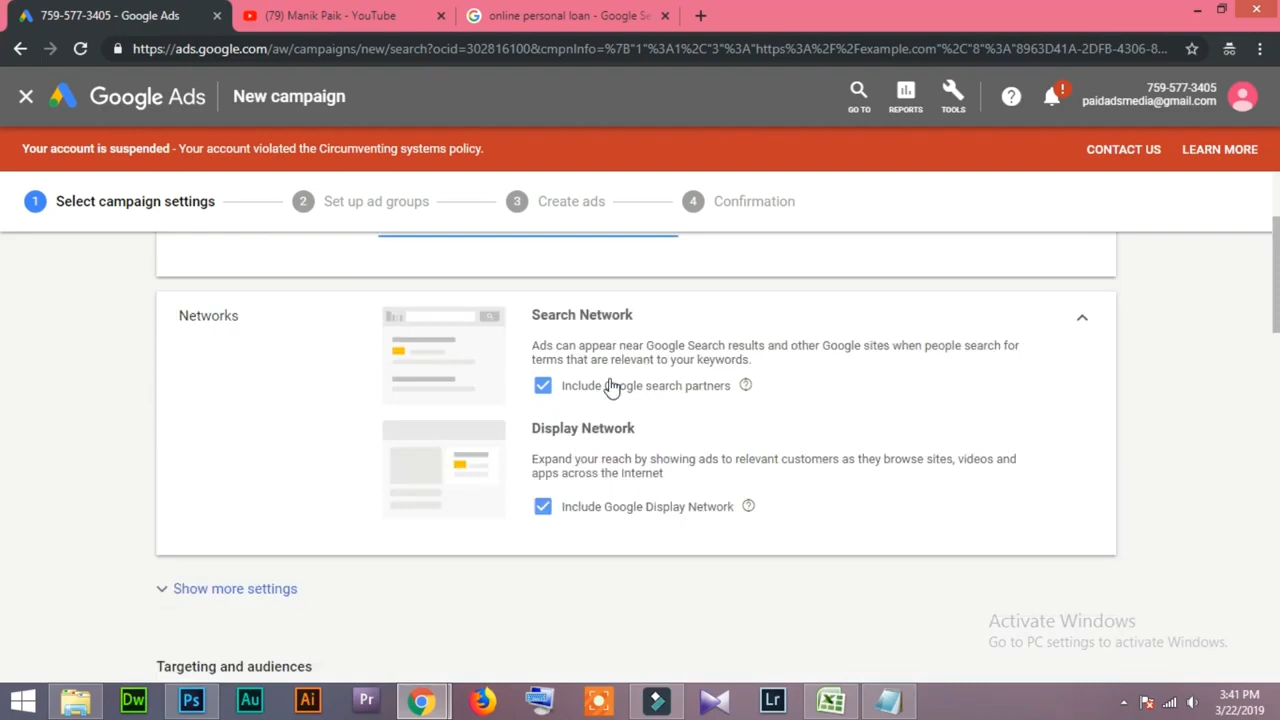 759-577-3405 - Google Ads
(79) Manik Paik - YouTube
online personal loan - Google Se
https://ads.google.com/aw/campaigns/new/search?ocid=302816100&cmpnInfo=%7B"1"%3A1%2C"3"%3A"https%3A%2F%2Fexample.com"%2C"8"%3A"8963D41A-2DFB-4306-8...
Google Ads
New campaign
GO TO
REPORTS
TOOLS
759-577-3405
paidadsmedia@gmail.com
Your account is suspended - Your account violated the Circumventing systems policy.
CONTACT US
LEARN MORE
1 Select campaign settings
2 Set up ad groups
3 Create ads
4 Confirmation
Networks
Search Network
Ads can appear near Google Search results and other Google sites when people search for
terms that are relevant to your keywords.
Include Google search partners
Display Network
Expand your reach by showing ads to relevant customers as they browse sites, videos and
apps across the Internet
Include Google Display Network
Show more settings
Activate Windows
Go to PC settings to activate Windows.
Targeting and audiences
Dw
Ps
Au
Ai
Pr
Lr
3:41 PM
3/22/2019